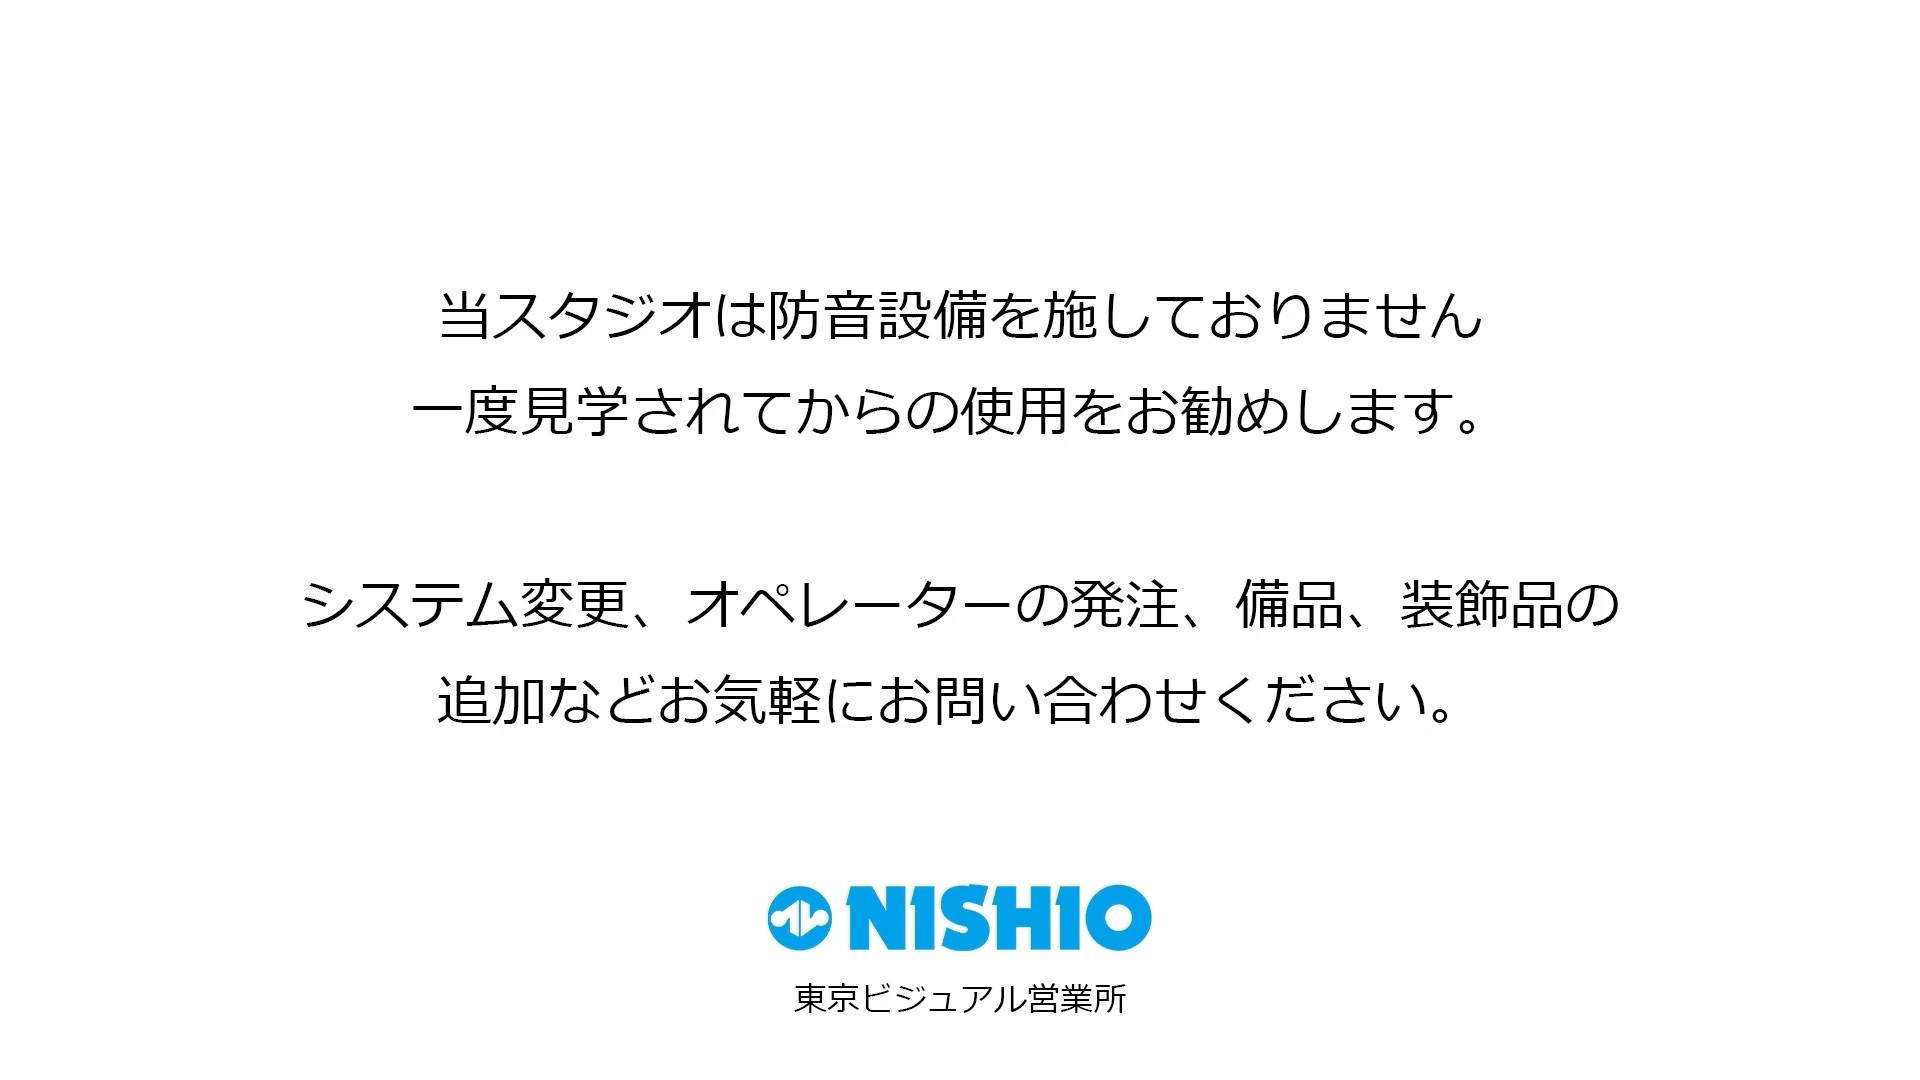 当スタジオは防音設備を施しておりません
一度見学されてからの使用をお勧めします。
システム変更、オペレーターの発注、備品、装飾品の
追加などお気軽にお問い合わせください。
NISHIO
東京ビジュアル営業所